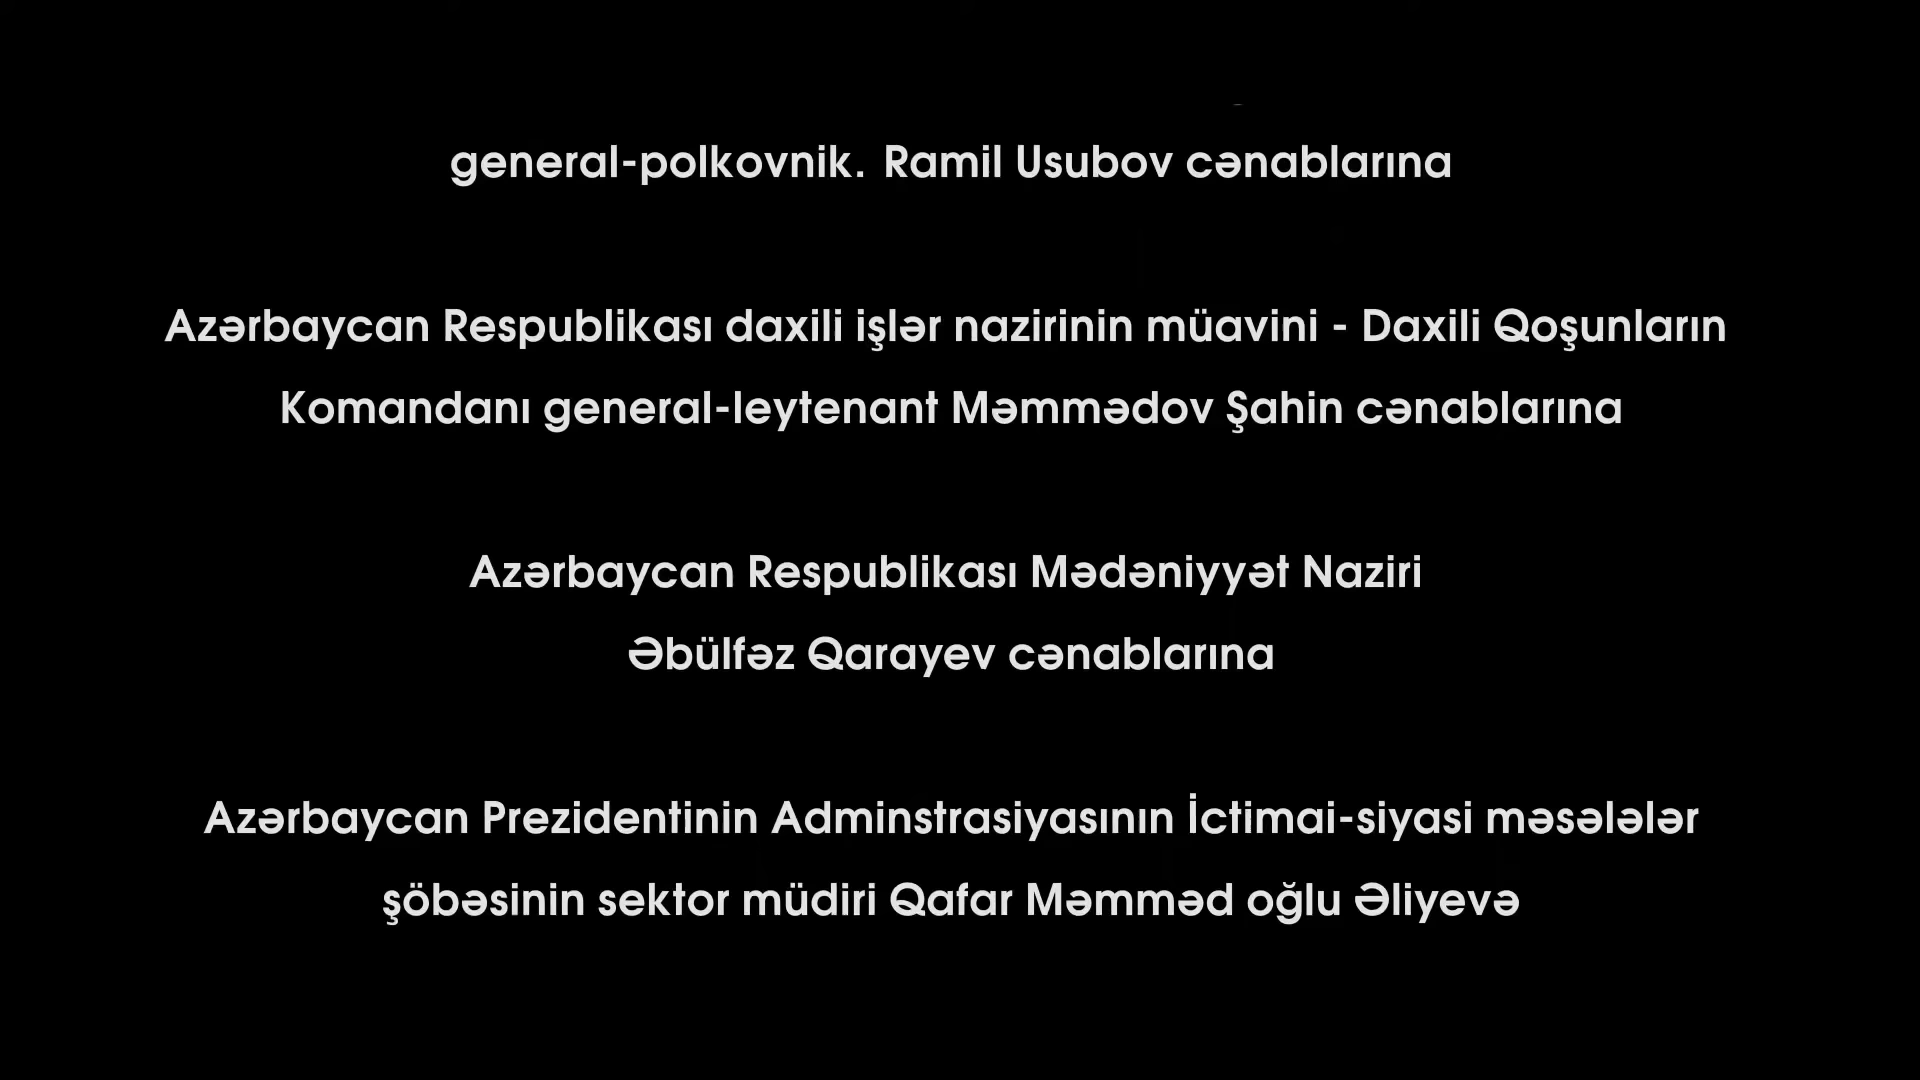 general-polkovnik. Ramil Usubov cənablarına
Azərbaycan Respublikası daxili işlər nazirinin müavini - Daxili Qoşunların
Komandanı general-leytenant Məmmədov Şahin cənablarına
Azərbaycan Respublikası Mədəniyyət Naziri
Əbülfəz Qarayev cənablarına
Azərbaycan Prezidentinin Adminstrasiyasının İctimai-siyasi məsələlər
şöbəsinin sektor müdiri Qafar Məmməd oğlu Əliyevə